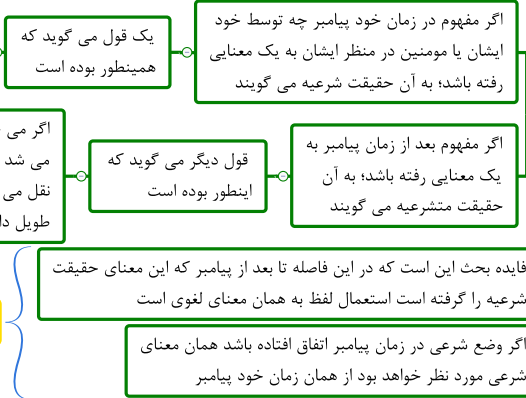 اگر مفهوم در زمان خود پیامبر چه توسط خود
ایشان یا مومنین در منظر ایشان به یک معنایی
رفته باشد؛ به آن حقیقت شرعیه می گویند
یک قول می گوید که
همینطور بوده است
اگر مفهوم بعد از زمان پیامبر به
یک معنایی رفته باشد؛ به آن
حقیقت متشرعیه می گویند
قول دیگر می گوید که
اینطور بوده است
اگر می
می شد
نقل می
طویل
فایده بحث این است که در این فاصله تا بعد از پیامبر که این معنای حقیقت
شرعیه را گرفته است استعمال لفظ به همان معنای لغوی است
اگر وضع شرعی در زمان پیامبر اتفاق افتاده باشد همان معنای
شرعی مورد نظر خواهد بود از همان زمان خود پیامبر